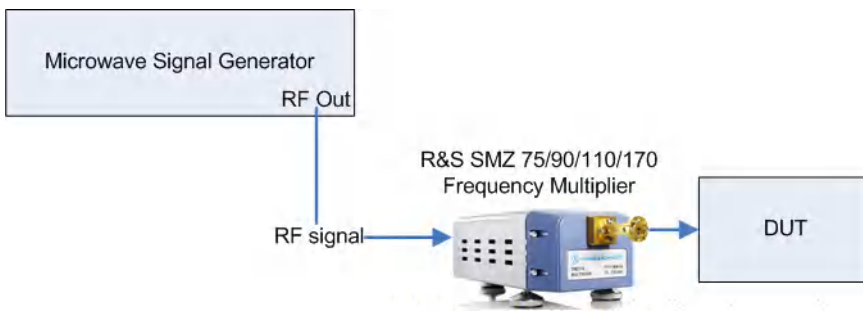 Microwave Signal Generator
RF Out
R&S SMZ 75/90/110/170
Frequency Multiplier
RF signal
DUT